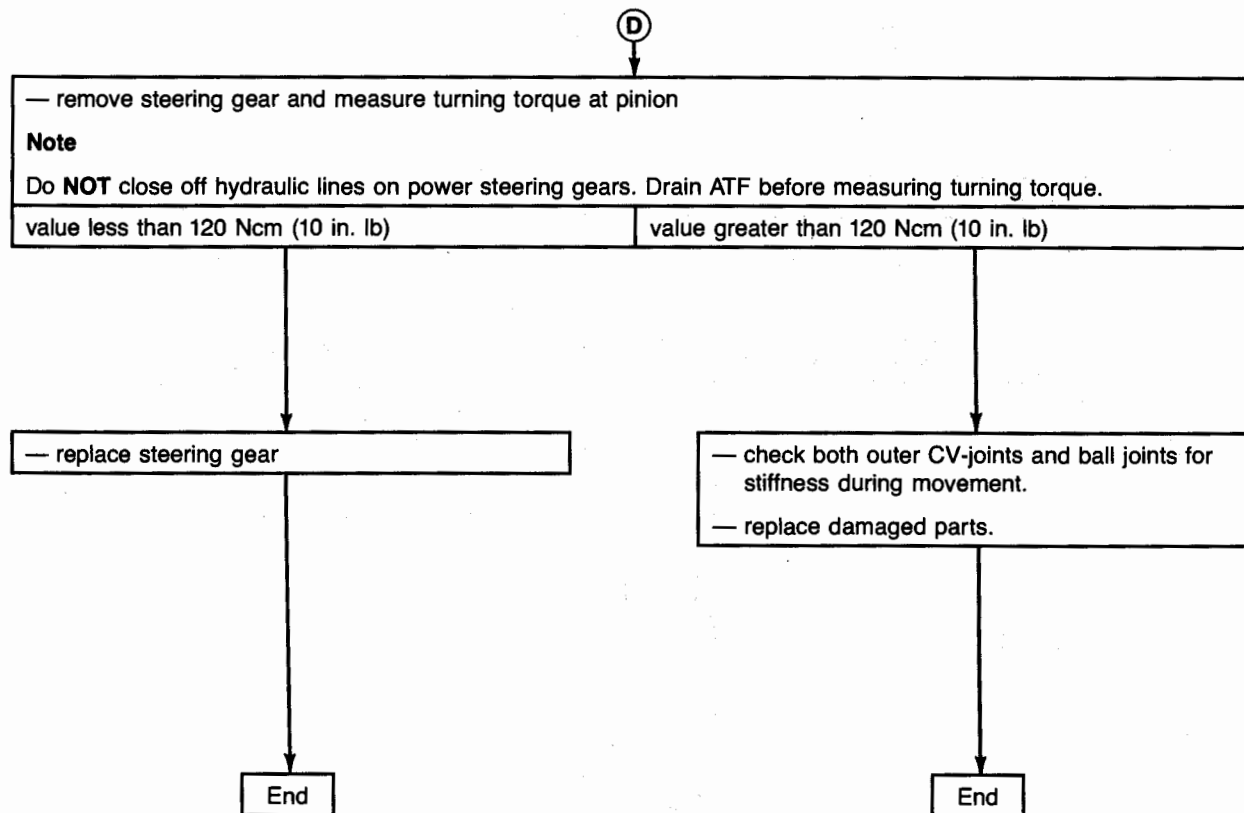 D
— remove steering gear and measure turning torque at pinion
Note
Do NOT close off hydraulic lines on power steering gears. Drain ATF before measuring turning torque.
value less than 120 Ncm (10 in. lb)
value greater than 120 Ncm (10 in. lb)
— replace steering gear
— check both outer CV-joints and ball joints for
stiffness during movement.
— replace damaged parts.
End
End